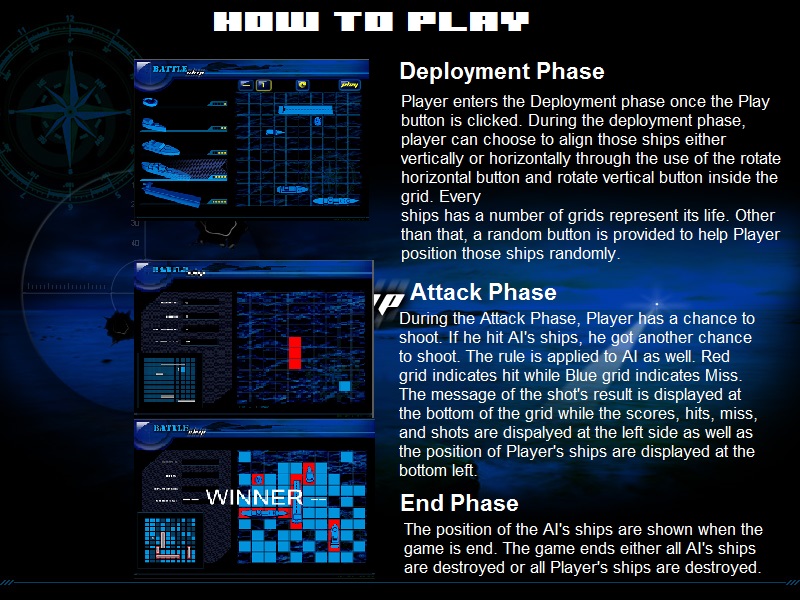 HOW TO PLAY
BATTLE ship
play
Deployment Phase
Player enters the Deployment phase once the Play
button is clicked. During the deployment phase,
player can choose to align those ships either
vertically or horizontally through the use of the rotate
horizontal button and rotate vertical button inside the
grid. Every
ships has a number of grids represent its life. Other
than that, a random button is provided to help Player
position those ships randomly.
BATTLE ship
Attack Phase
During the Attack Phase, Player has a chance to
shoot. If he hit AI's ships, he got another chance
to shoot. The rule is applied to AI as well. Red
grid indicates hit while Blue grid indicates Miss.
The message of the shot's result is displayed at
the bottom of the grid while the scores, hits, miss,
and shots are dispalyed at the left side as well as
the position of Player's ships are displayed at the
bottom left.
BATTLE ship
-- WINNER --
End Phase
The position of the AI's ships are shown when the
game is end. The game ends either all AI's ships
are destroyed or all Player's ships are destroyed.